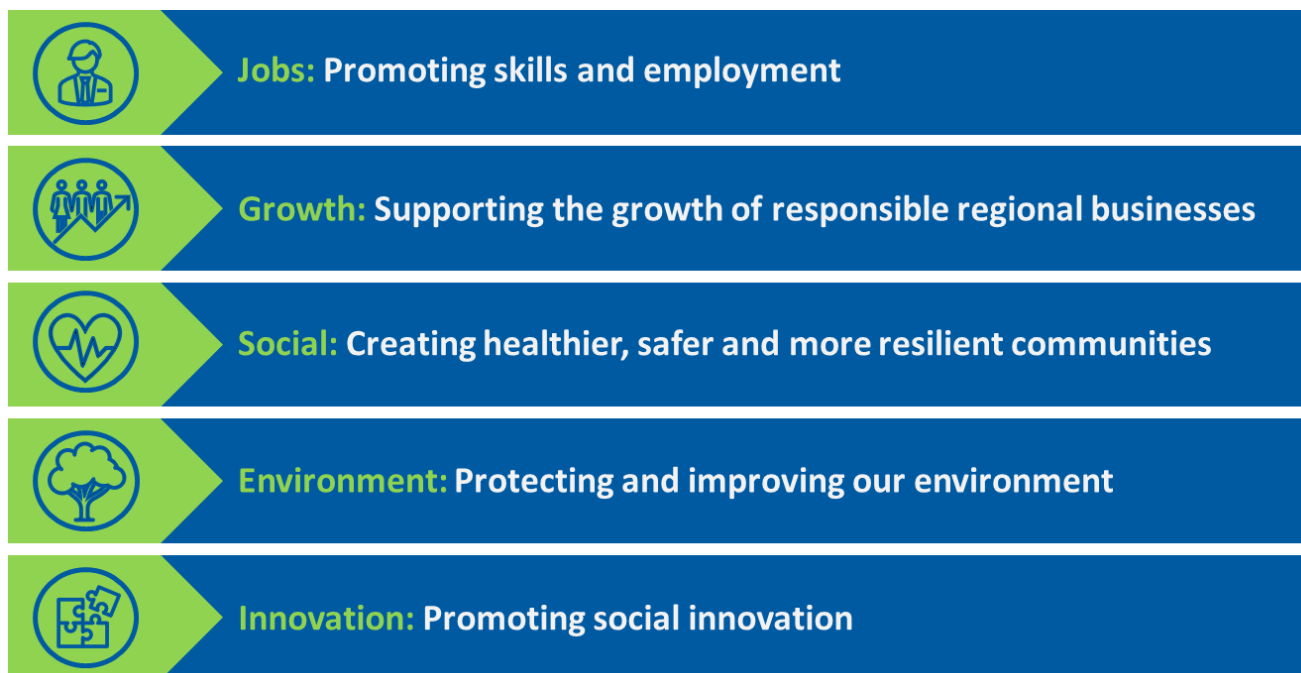 Jobs: Promoting skills and employment
Growth: Supporting the growth of responsible regional businesses
Social: Creating healthier, safer and more resilient communities
Environment: Protecting and improving our environment
Innovation: Promoting social innovation